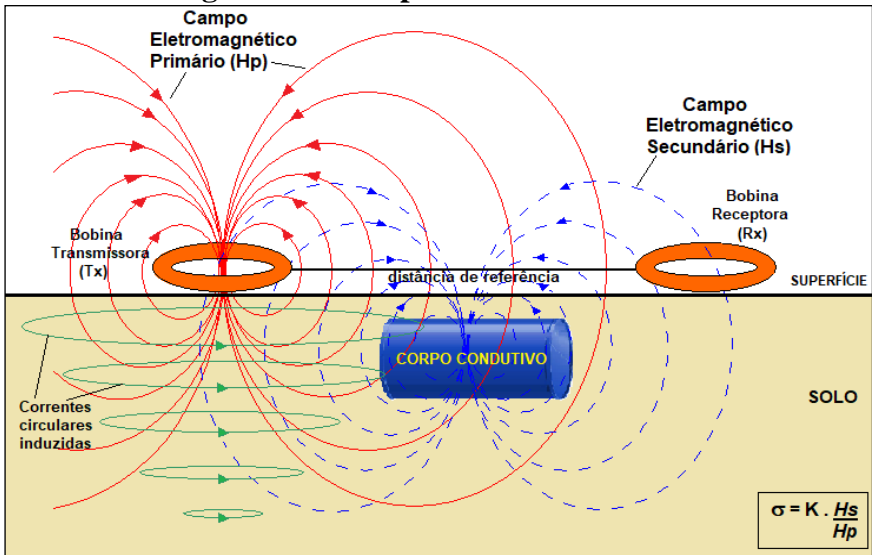 Campo
Eletromagnético
Primário (Hp)
Campo
Eletromagnético
Secundário (Hs)
Bobina
Transmissora
(Tx)
Bobina
Receptora
(Rx)
distância de referência
SUPERFÍCIE
CORPO CONDUTIVO
Correntes
circulares
induzidas
SOLO
σ = K . Hs
Hp